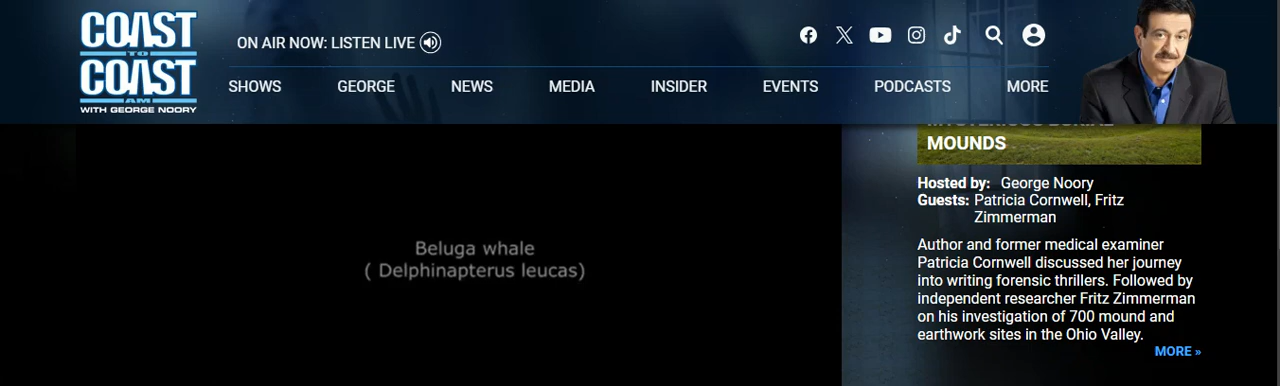 COAST
TO
COAST
AM
WITH GEORGE NOORY
ON AIR NOW: LISTEN LIVE
SHOWS GEORGE NEWS MEDIA INSIDER EVENTS PODCASTS MORE
Beluga whale
( Delphinapterus leucas)
MYSTERIOUS BURIAL
MOUNDS
Hosted by: George Noory
Guests: Patricia Cornwell, Fritz
Zimmerman
Author and former medical examiner
Patricia Cornwell discussed her journey
into writing forensic thrillers. Followed by
independent researcher Fritz Zimmerman
on his investigation of 700 mound and
earthwork sites in the Ohio Valley.
MORE »